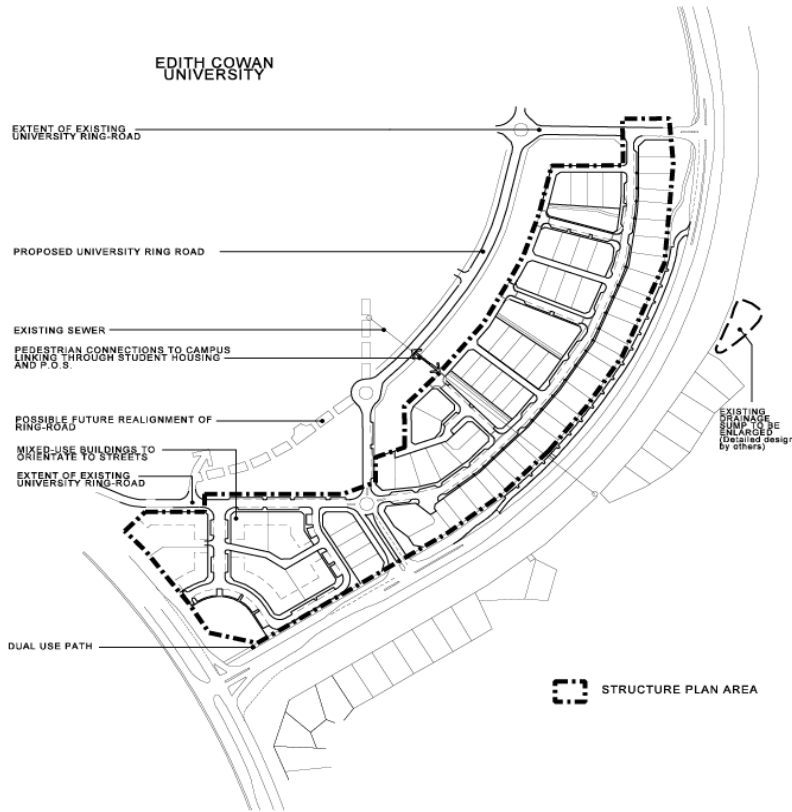 EDITH COWAN
UNIVERSITY
EXTENT OF EXISTING
UNIVERSITY RING-ROAD
PROPOSED UNIVERSITY RING ROAD
EXISTING SEWER
PEDESTRIAN CONNECTIONS TO CAMPUS
LINKING THROUGH STUDENT HOUSING
AND P.O.S.
POSSIBLE FUTURE REALIGNMENT OF
RING-ROAD
MIXED-USE BUILDINGS TO
ORIENTATE TO STREETS
EXTENT OF EXISTING
UNIVERSITY RING-ROAD
DUAL USE PATH
EXISTING
DRAINAGE
SUMP TO BE
ENLARGED
(Detailed design
by others)
STRUCTURE PLAN AREA